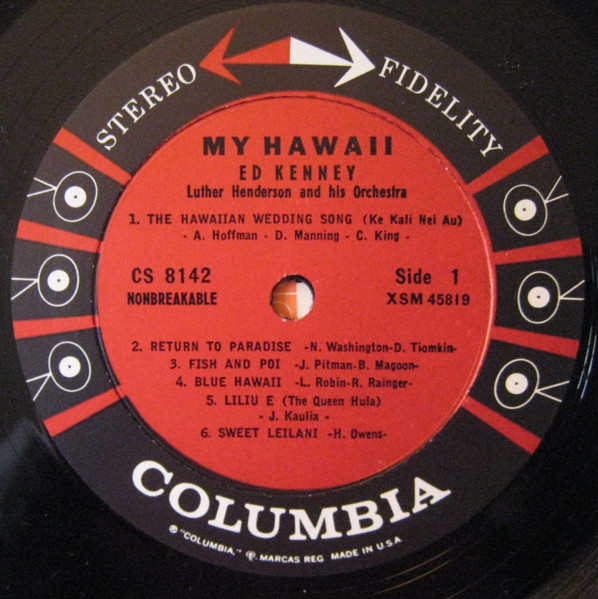 STEREO FIDELITY
MY HAWAII
ED KENNEY
Luther Henderson and his Orchestra
1. THE HAWAIIAN WEDDING SONG (Ke Kali Nei Au)
- A. Hoffman - D. Manning - C. King -
CS 8142
NONBREAKABLE
Side 1
XSM 45819
2. RETURN TO PARADISE -N. Washington-D. Tiomkin-
3. FISH AND POI -J. Pitman-B. Magoon-
4. BLUE HAWAII -L. Robin-R. Rainger-
5. LILIU E (The Queen Hula)
- J. Kaulia -
6. SWEET LEILANI -H. Owens-
COLUMBIA
® "COLUMBIA," ℗, MARCAS REG. MADE IN U.S.A.